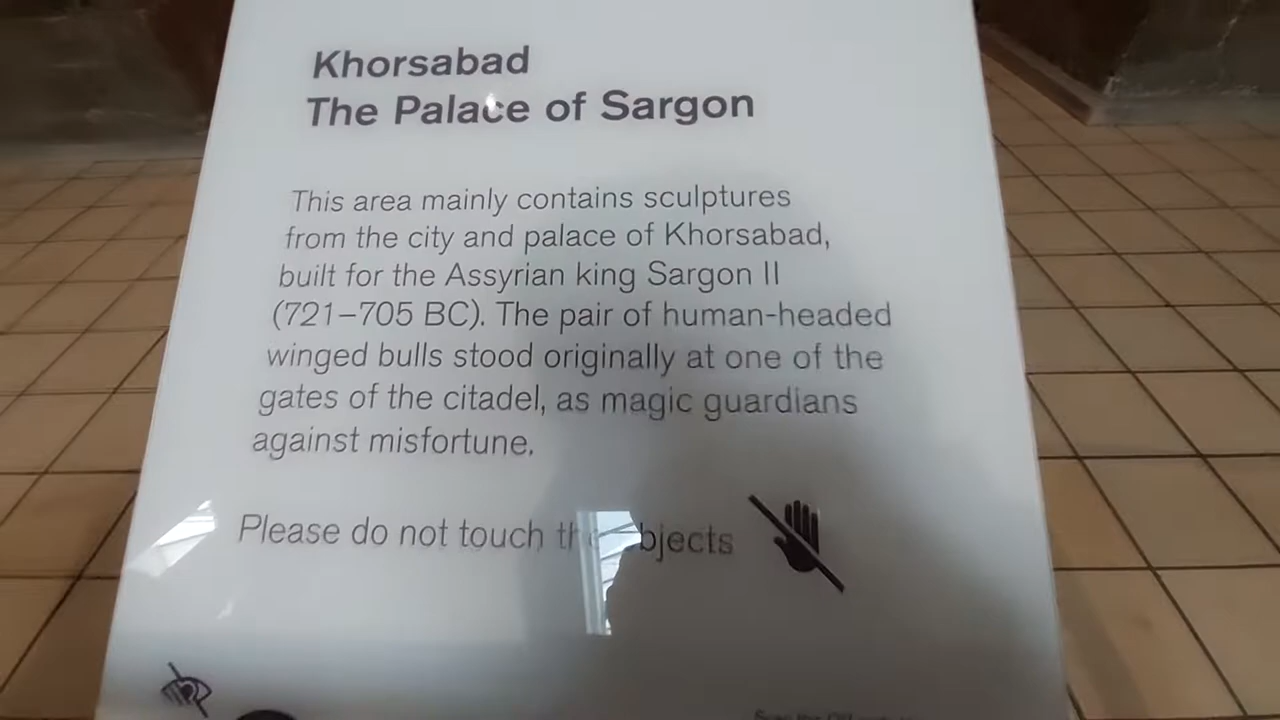 Khorsabad
The Palace of Sargon
This area mainly contains sculptures
from the city and palace of Khorsabad,
built for the Assyrian king Sargon II
(721–705 BC). The pair of human-headed
winged bulls stood originally at one of the
gates of the citadel, as magic guardians
against misfortune.
Please do not touch the objects